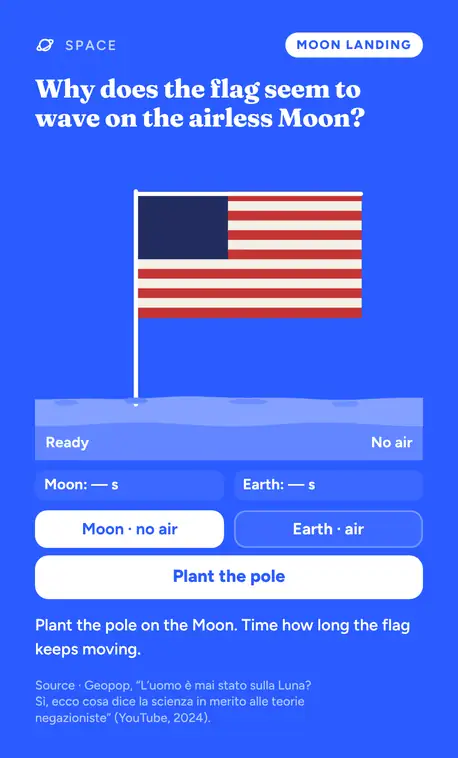 SPACE
MOON LANDING
Why does the flag seem to
wave on the airless Moon?
Ready
No air
Moon: — s
Earth: — s
Moon · no air
Earth · air
Plant the pole
Plant the pole on the Moon. Time how long the flag
keeps moving.
Source · Geopop, “L’uomo è mai stato sulla Luna?
Sì, ecco cosa dice la scienza in merito alle teorie
negazioniste” (YouTube, 2024).